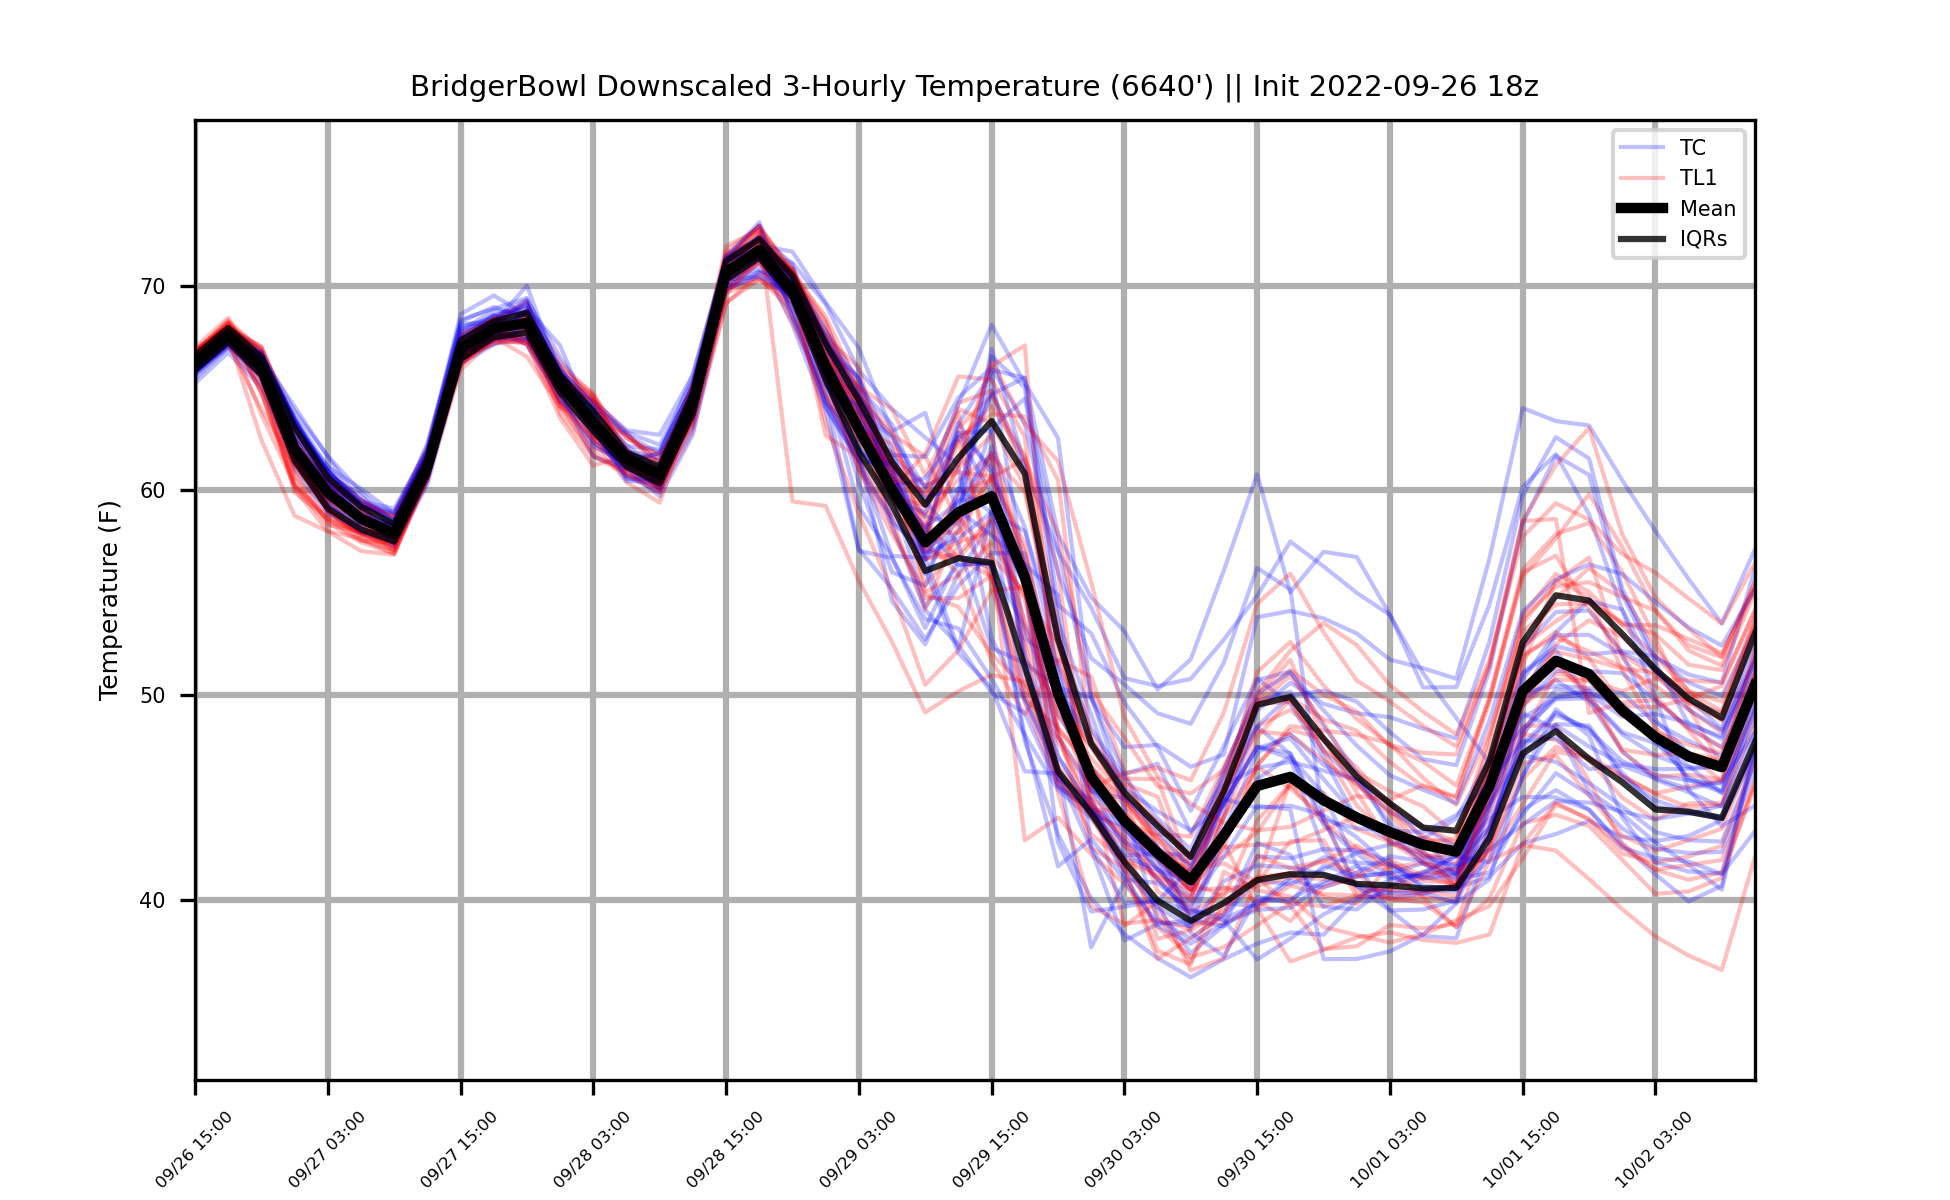 BridgerBowl Downscaled 3-Hourly Temperature (6640') || Init 2022-09-26 18z
TC
TL1
Mean
IQRs
Temperature (F)
70
60
50
40
09/26 15:00
09/27 03:00
09/27 15:00
09/28 03:00
09/28 15:00
09/29 03:00
09/29 15:00
09/30 03:00
09/30 15:00
10/01 03:00
10/01 15:00
10/02 03:00